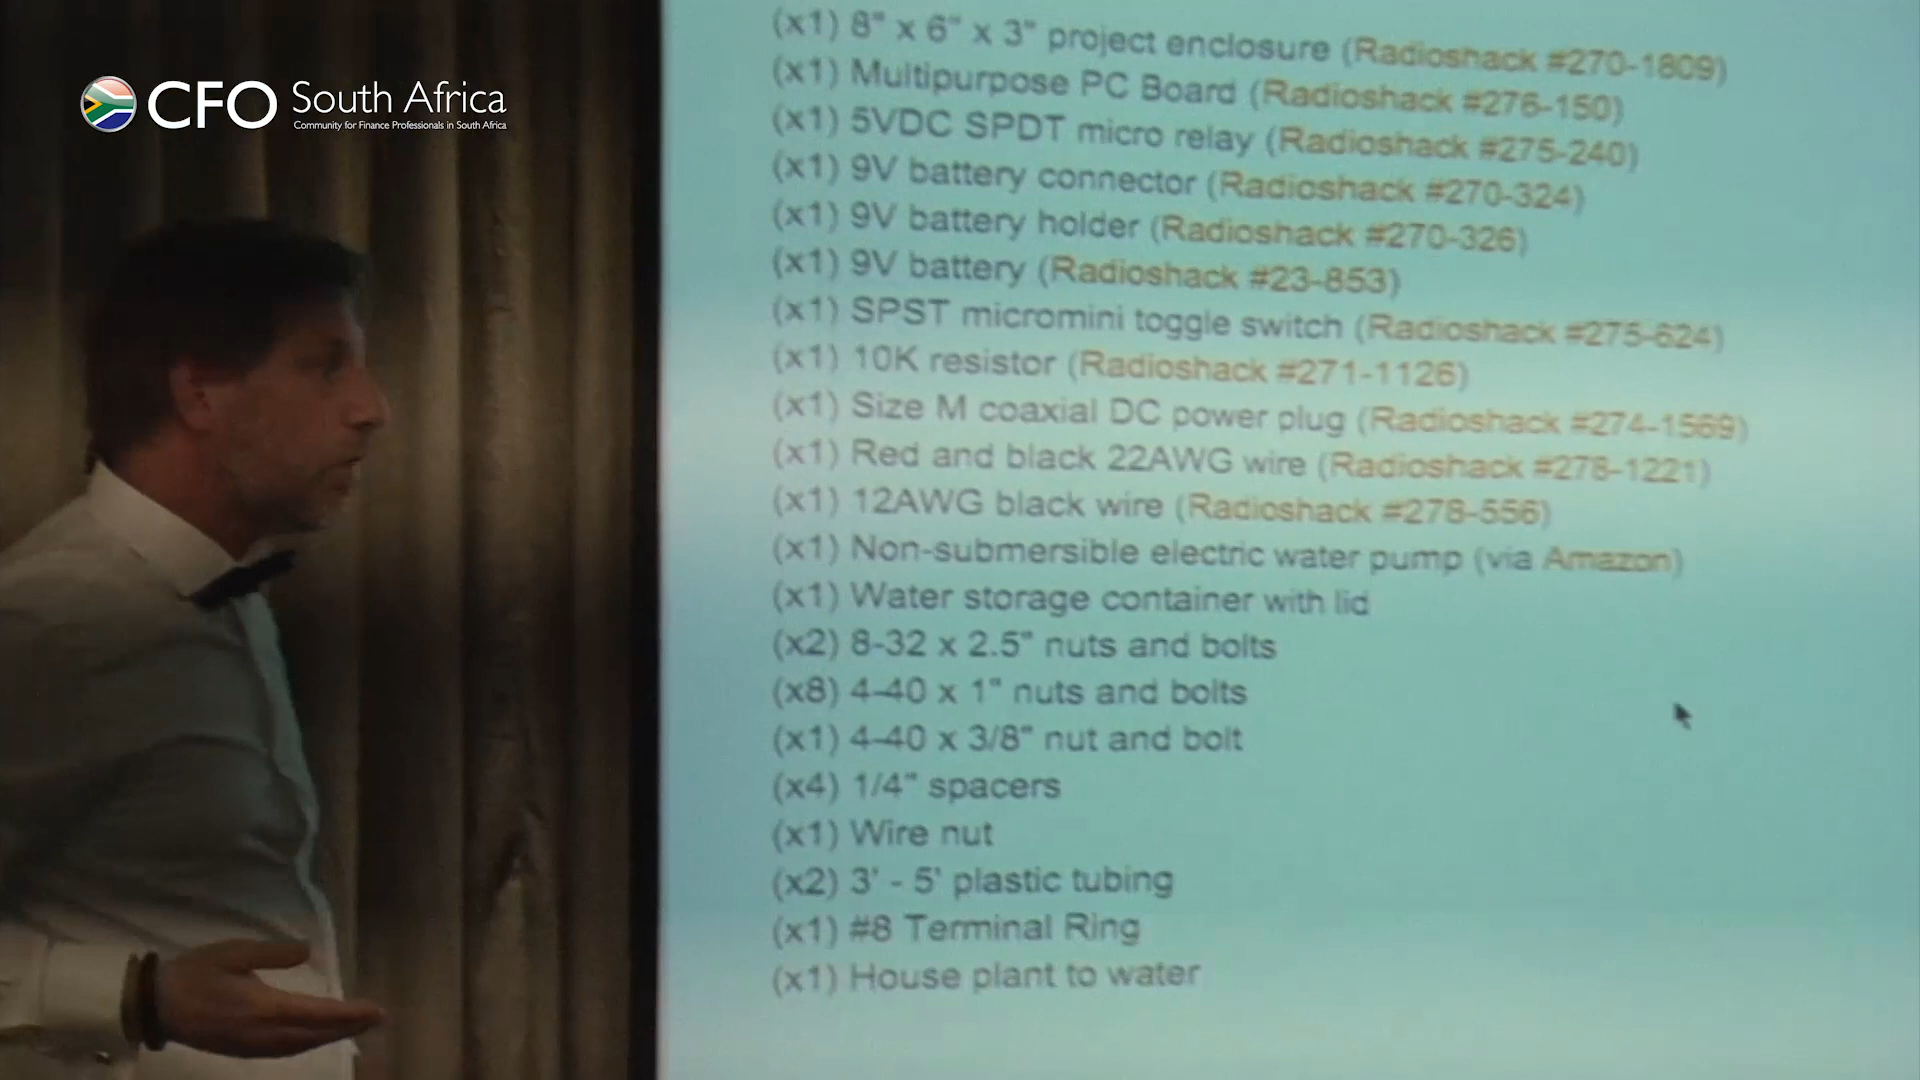 CFO South Africa
Community for Finance Professionals in South Africa
(x1) 8" x 6" x 3" project enclosure (Radioshack #270-1809)
(x1) Multipurpose PC Board (Radioshack #276-150)
(x1) 5VDC SPDT micro relay (Radioshack #275-240)
(x1) 9V battery connector (Radioshack #270-324)
(x1) 9V battery holder (Radioshack #270-326)
(x1) 9V battery (Radioshack #23-853)
(x1) SPST micromini toggle switch (Radioshack #275-624)
(x1) 10K resistor (Radioshack #271-1126)
(x1) Size M coaxial DC power plug (Radioshack #274-1569)
(x1) Red and black 22AWG wire (Radioshack #278-1221)
(x1) 12AWG black wire (Radioshack #278-556)
(x1) Non-submersible electric water pump (via Amazon)
(x1) Water storage container with lid
(x2) 8-32 x 2.5" nuts and bolts
(x8) 4-40 x 1" nuts and bolts
(x1) 4-40 x 3/8" nut and bolt
(x4) 1/4" spacers
(x1) Wire nut
(x2) 3' - 5' plastic tubing
(x1) #8 Terminal Ring
(x1) House plant to water